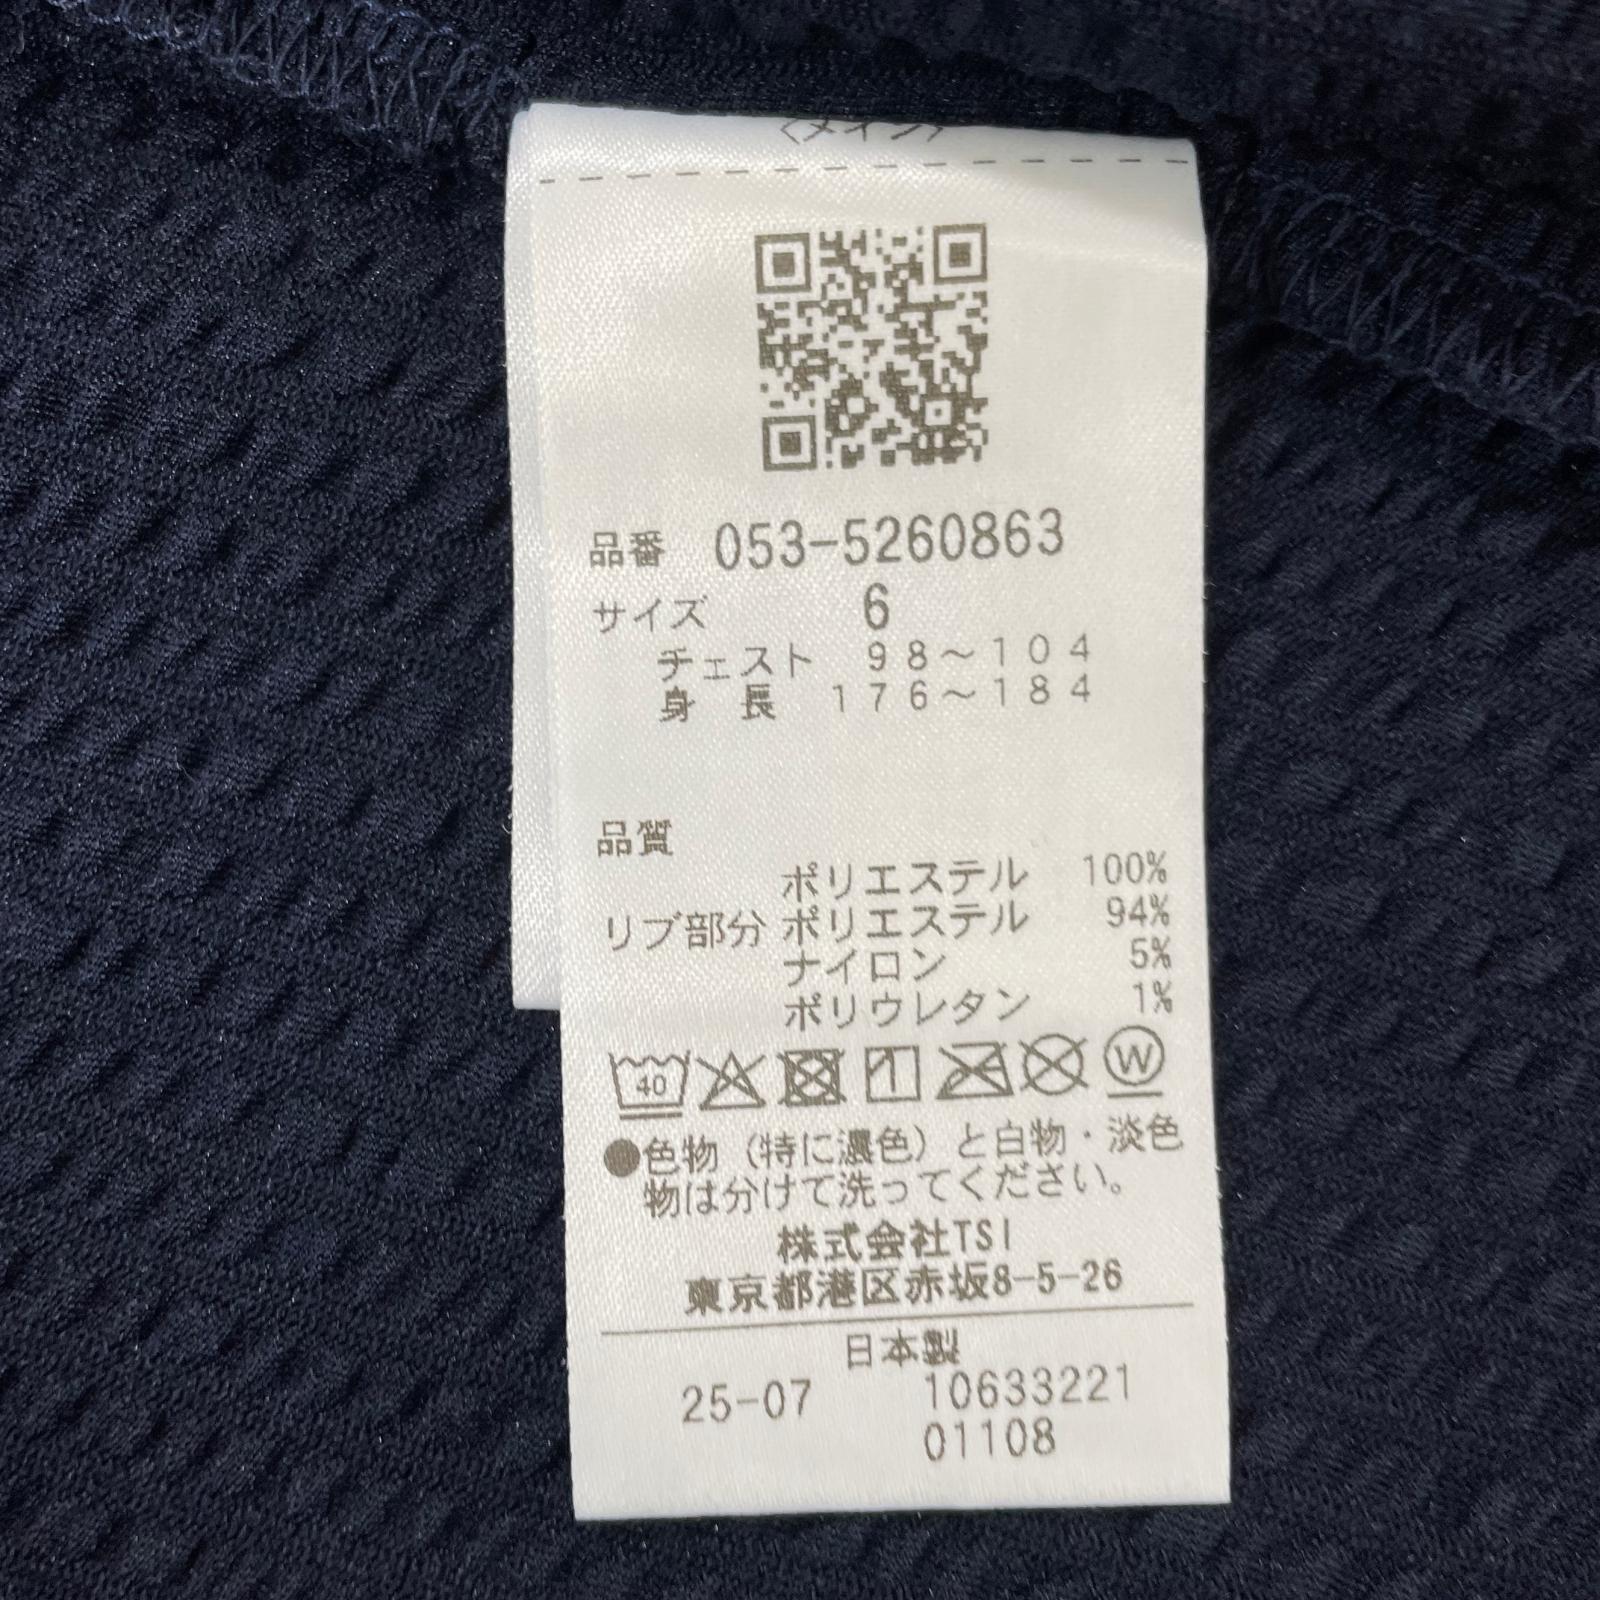 〈メイン〉
品番 053-5260863
サイズ 6
チェスト 98～104
身長 176～184
品質
ポリエステル 100%
リブ部分 ポリエステル 94%
ナイロン 5%
ポリウレタン 1%
40 W
●色物（特に濃色）と白物・淡色
物は分けて洗ってください。
株式会社TSI
東京都港区赤坂8-5-26
日本製
25-07 10633221
01108